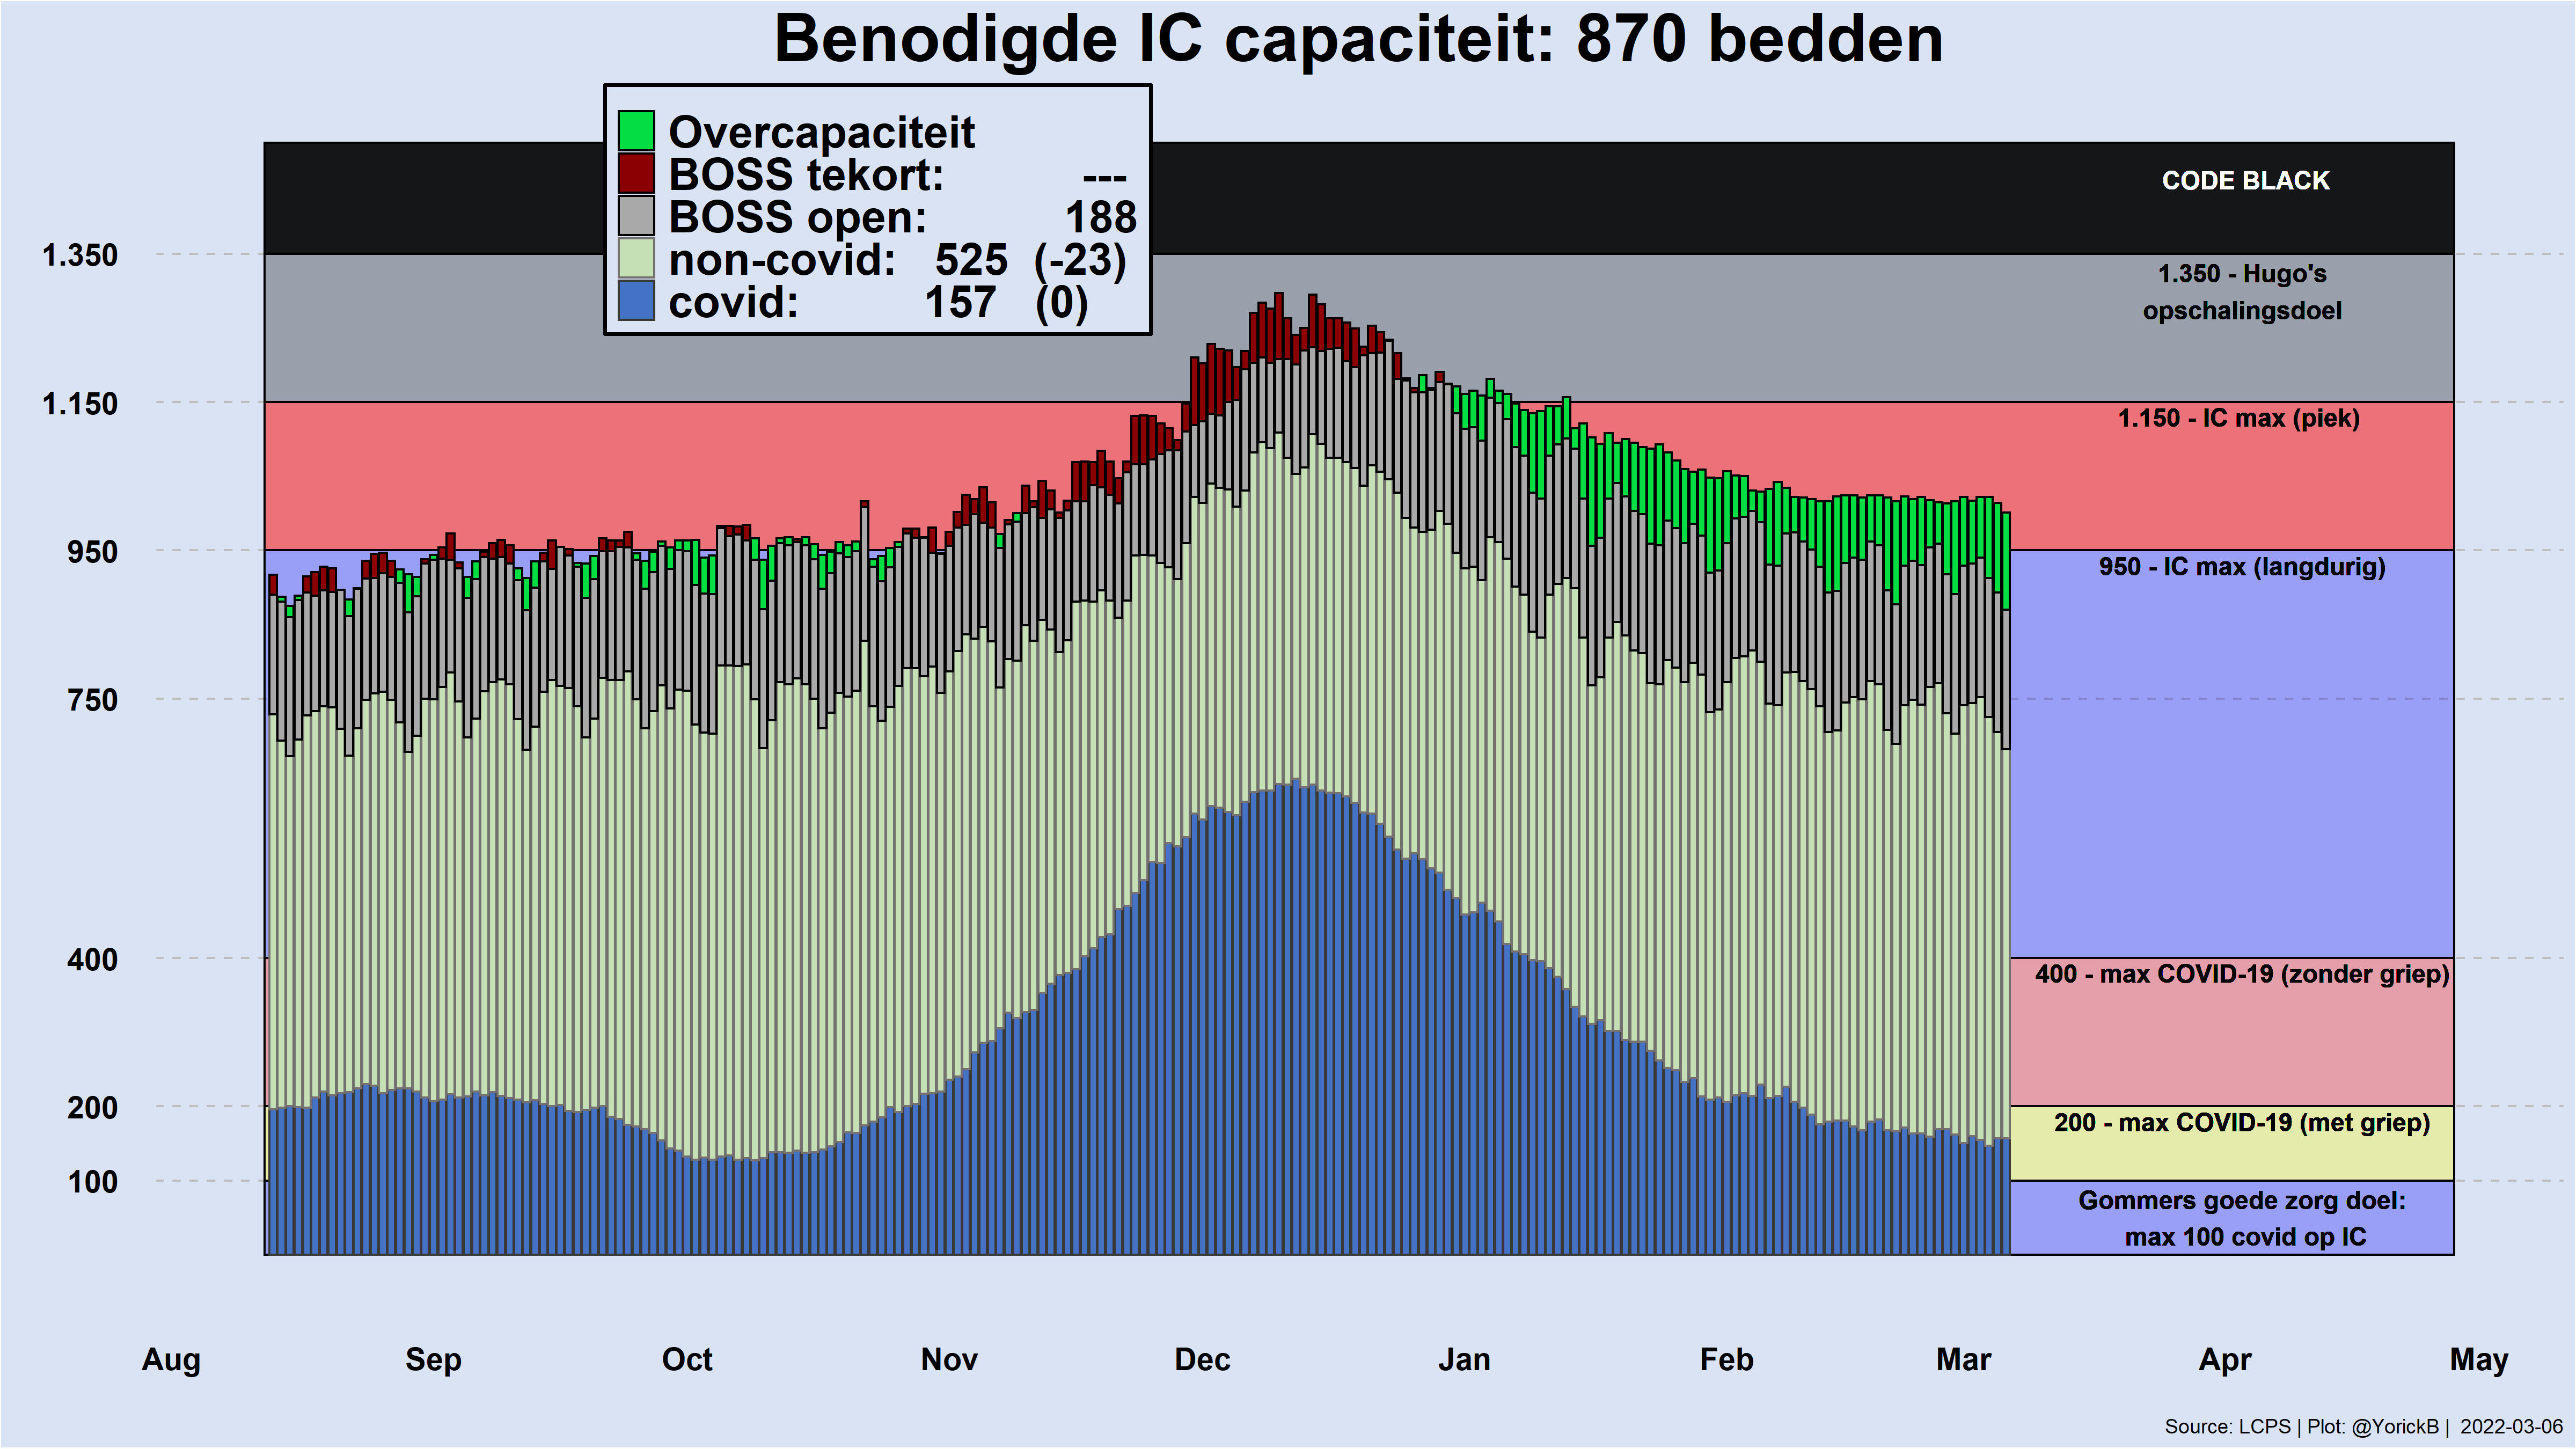 Benodigde IC capaciteit: 870 bedden
Overcapaciteit
BOSS tekort: ---
BOSS open: 188
non-covid: 525 (-23)
covid: 157 (0)
CODE BLACK
1.350
1.350 - Hugo's
opschalingsdoel
1.150
1.150 - IC max (piek)
950
950 - IC max (langdurig)
750
400
400 - max COVID-19 (zonder griep)
200
200 - max COVID-19 (met griep)
100
Gommers goede zorg doel:
max 100 covid op IC
Aug Sep Oct Nov Dec Jan Feb Mar Apr May
Source: LCPS | Plot: @YorickB | 2022-03-06